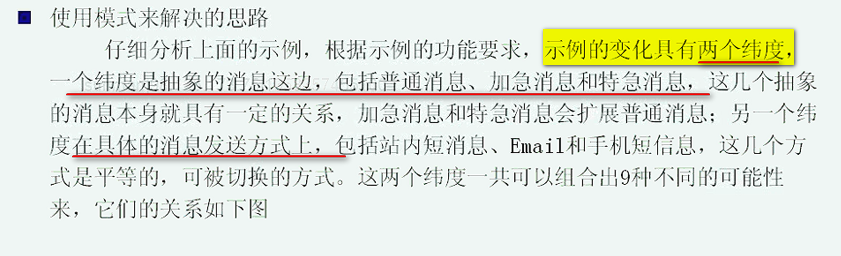 使用模式来解决的思路
仔细分析上面的示例，根据示例的功能要求，示例的变化具有两个纬度，
一个纬度是抽象的消息这边，包括普通消息、加急消息和特急消息，这几个抽象
的消息本身就具有一定的关系，加急消息和特急消息会扩展普通消息；另一个纬
度在具体的消息发送方式上，包括站内短消息、Email和手机短信息，这几个方
式是平等的，可被切换的方式。这两个纬度一共可以组合出9种不同的可能性
来，它们的关系如下图